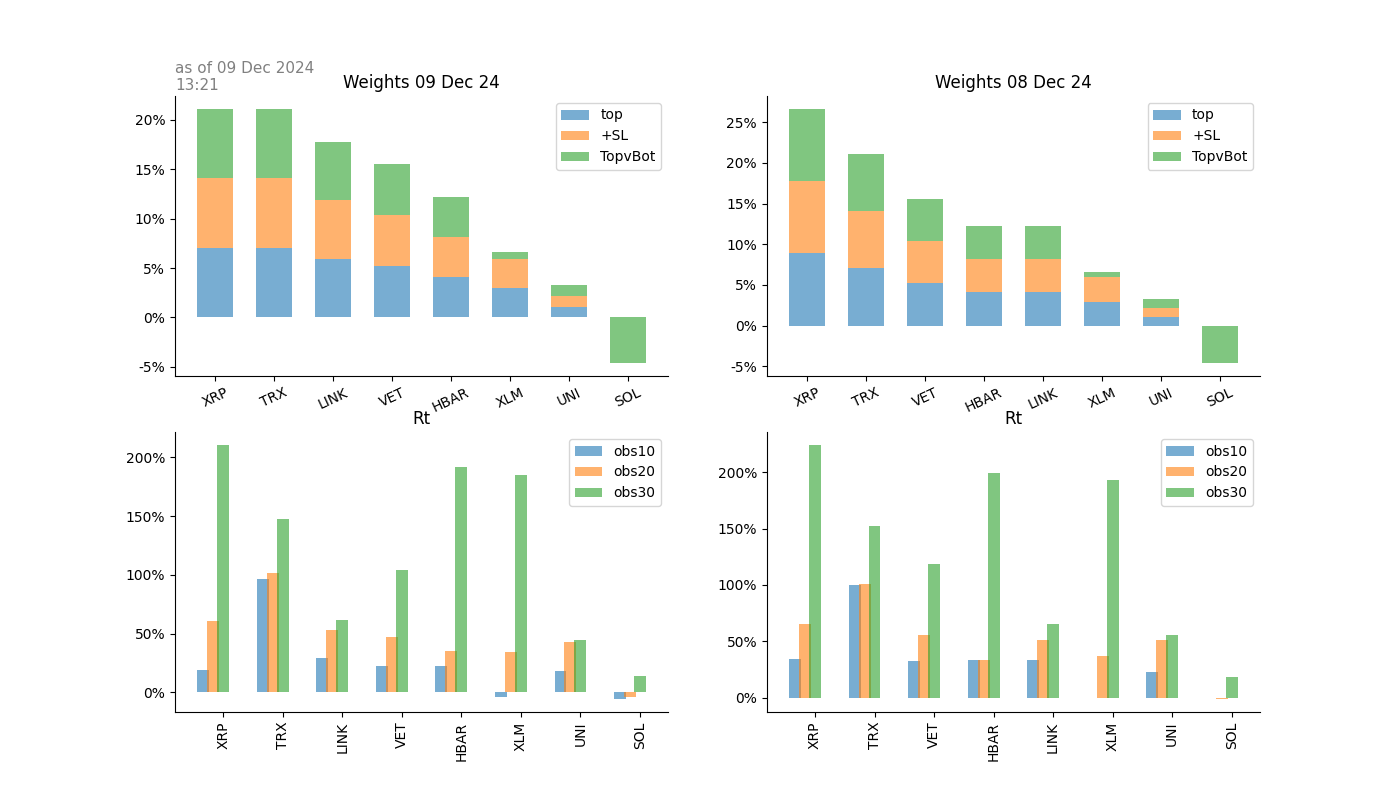 as of 09 Dec 2024
13:21
Weights 09 Dec 24
20%
15%
10%
5%
0%
-5%
top
+SL
TopvBot
XRP
TRX
LINK
VET
HBAR
XLM
UNI
SOL
Weights 08 Dec 24
25%
20%
15%
10%
5%
0%
-5%
top
+SL
TopvBot
XRP
TRX
VET
HBAR
LINK
XLM
UNI
SOL
Rt
200%
150%
100%
50%
0%
obs10
obs20
obs30
XRP
TRX
LINK
VET
HBAR
XLM
UNI
SOL
Rt
200%
150%
100%
50%
0%
obs10
obs20
obs30
XRP
TRX
VET
HBAR
LINK
XLM
UNI
SOL